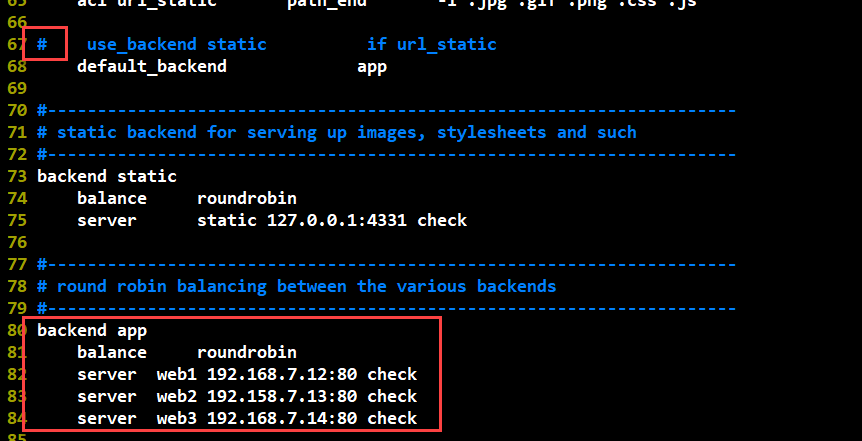 65     acl url_static       path_end       -i .jpg .gif .png .css .js
66
67 #    use_backend static          if url_static
68     default_backend             app
69
70 #---------------------------------------------------------------------
71 # static backend for serving up images, stylesheets and such
72 #---------------------------------------------------------------------
73 backend static
74     balance     roundrobin
75     server      static 127.0.0.1:4331 check
76
77 #---------------------------------------------------------------------
78 # round robin balancing between the various backends
79 #---------------------------------------------------------------------
80 backend app
81     balance     roundrobin
82     server  web1 192.168.7.12:80 check
83     server  web2 192.158.7.13:80 check
84     server  web3 192.168.7.14:80 check
85